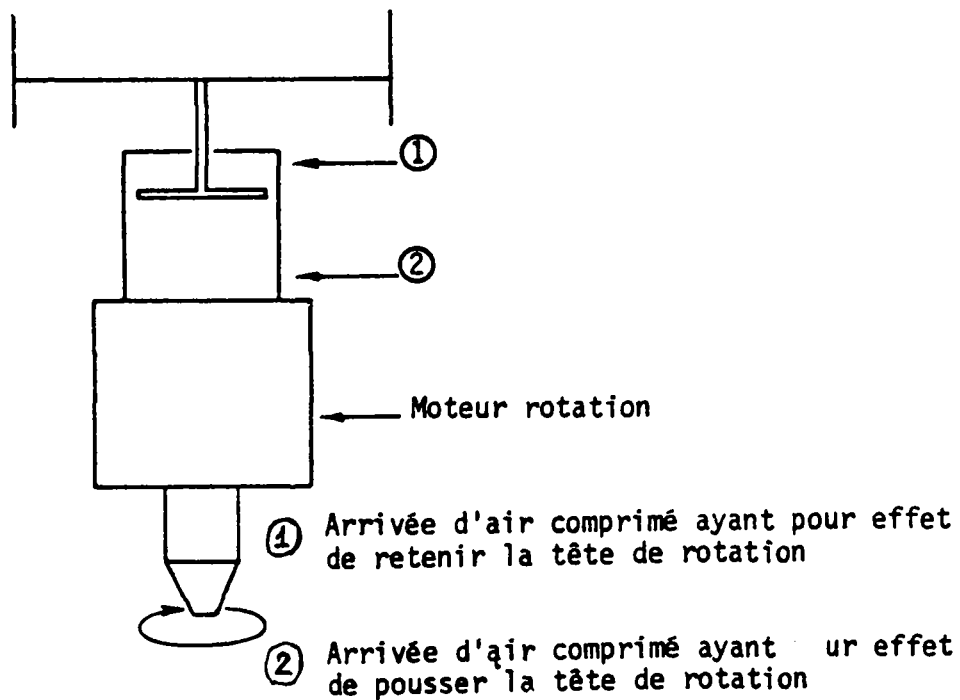 ①
②
Moteur rotation
① Arrivée d'air comprimé ayant pour effet
de retenir la tête de rotation
② Arrivée d'air comprimé ayant ur effet
de pousser la tête de rotation